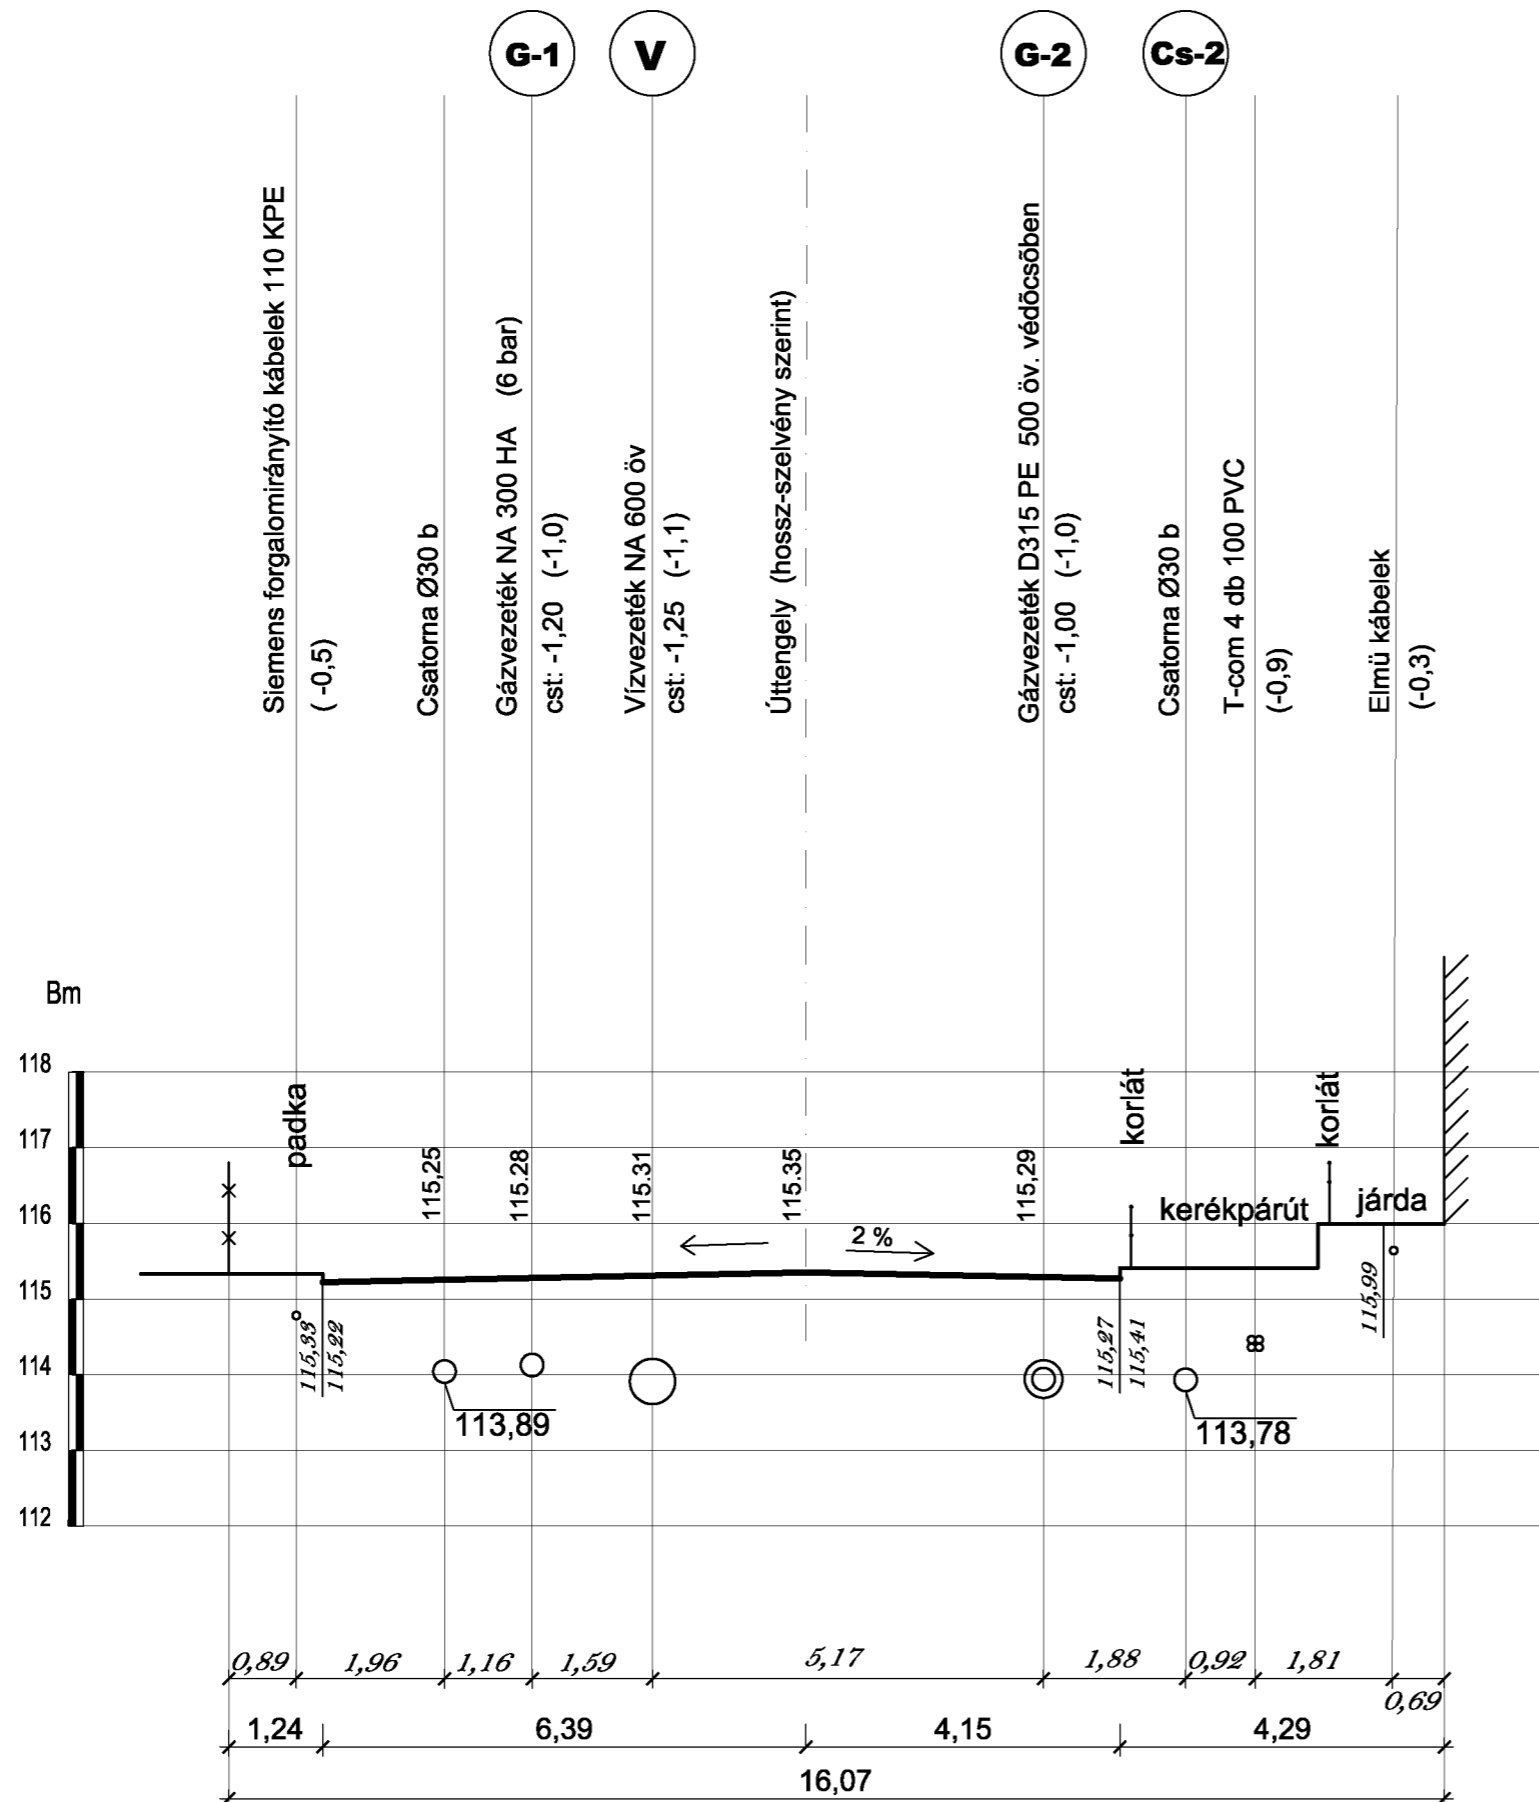 G-1
V
G-2
Cs-2
Siemens forgalomirányító kábelek 110 KPE
( -0,5)
Csatorna Ø30 b
Gázvezeték NA 300 HA (6 bar)
cst: -1,20 (-1,0)
Vízvezeték NA 600 öv
cst: -1,25 (-1,1)
Úttengely (hossz-szelvény szerint)
Gázvezeték D315 PE 500 öv. védõcsõben
cst: -1,00 (-1,0)
Csatorna Ø30 b
T-com 4 db 100 PVC
(-0,9)
Elmü kábelek
(-0,3)
Bm
118
117
116
115
114
113
112
padka
115,25
115.28
115.31
115.35
115,29
korlát
korlát
kerékpárút
járda
2 %
115,33
115,22
115,27
115,41
115,99
113,89
113,78
0,89
1,96
1,16
1,59
5,17
1,88
0,92
1,81
0,69
1,24
6,39
4,15
4,29
16,07